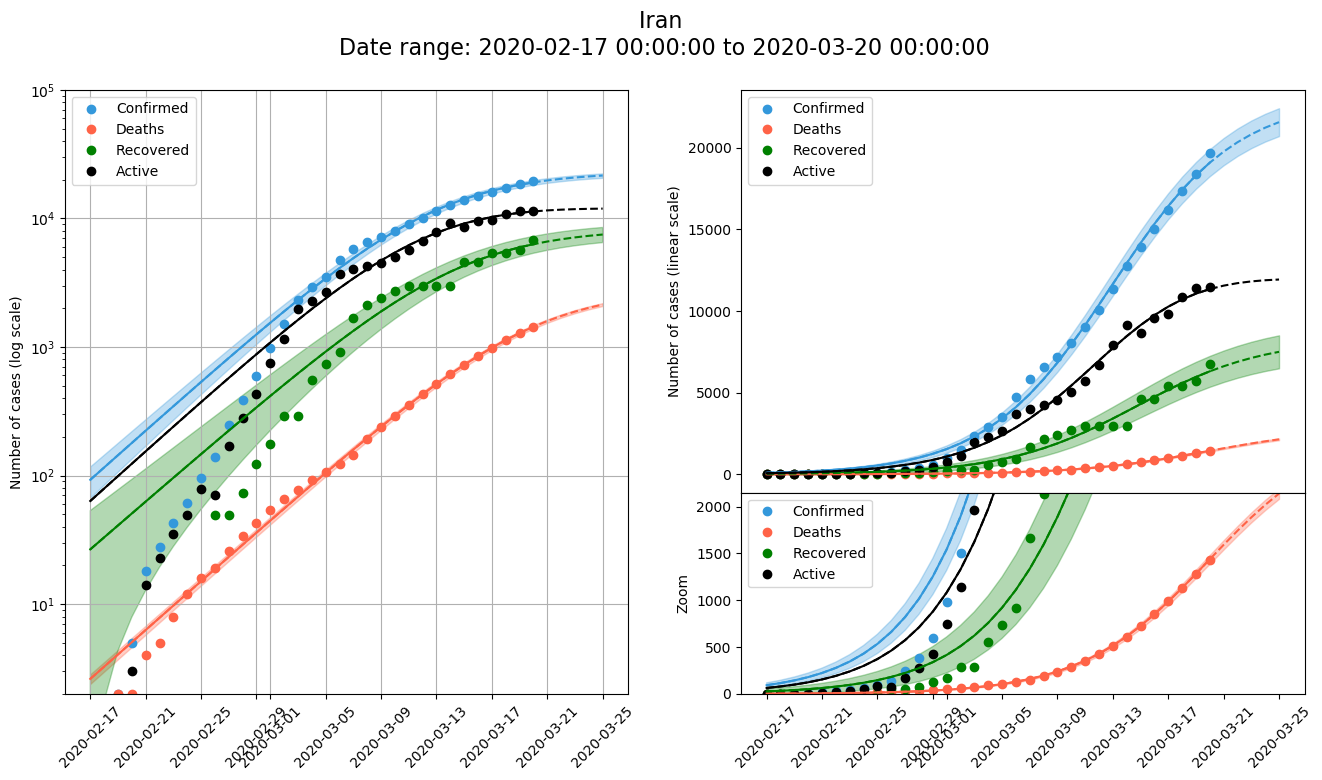 Iran
Date range: 2020-02-17 00:00:00 to 2020-03-20 00:00:00
Number of cases (log scale)
10^5
10^4
10^3
10^2
10^1
Confirmed
Deaths
Recovered
Active
2020-02-17
2020-02-21
2020-02-25
2020-02-29
2020-03-01
2020-03-05
2020-03-09
2020-03-13
2020-03-17
2020-03-21
2020-03-25
Number of cases (linear scale)
20000
15000
10000
5000
0
Confirmed
Deaths
Recovered
Active
Zoom
2000
1500
1000
500
0
Confirmed
Deaths
Recovered
Active
2020-02-17
2020-02-21
2020-02-25
2020-02-29
2020-03-01
2020-03-05
2020-03-09
2020-03-13
2020-03-17
2020-03-21
2020-03-25